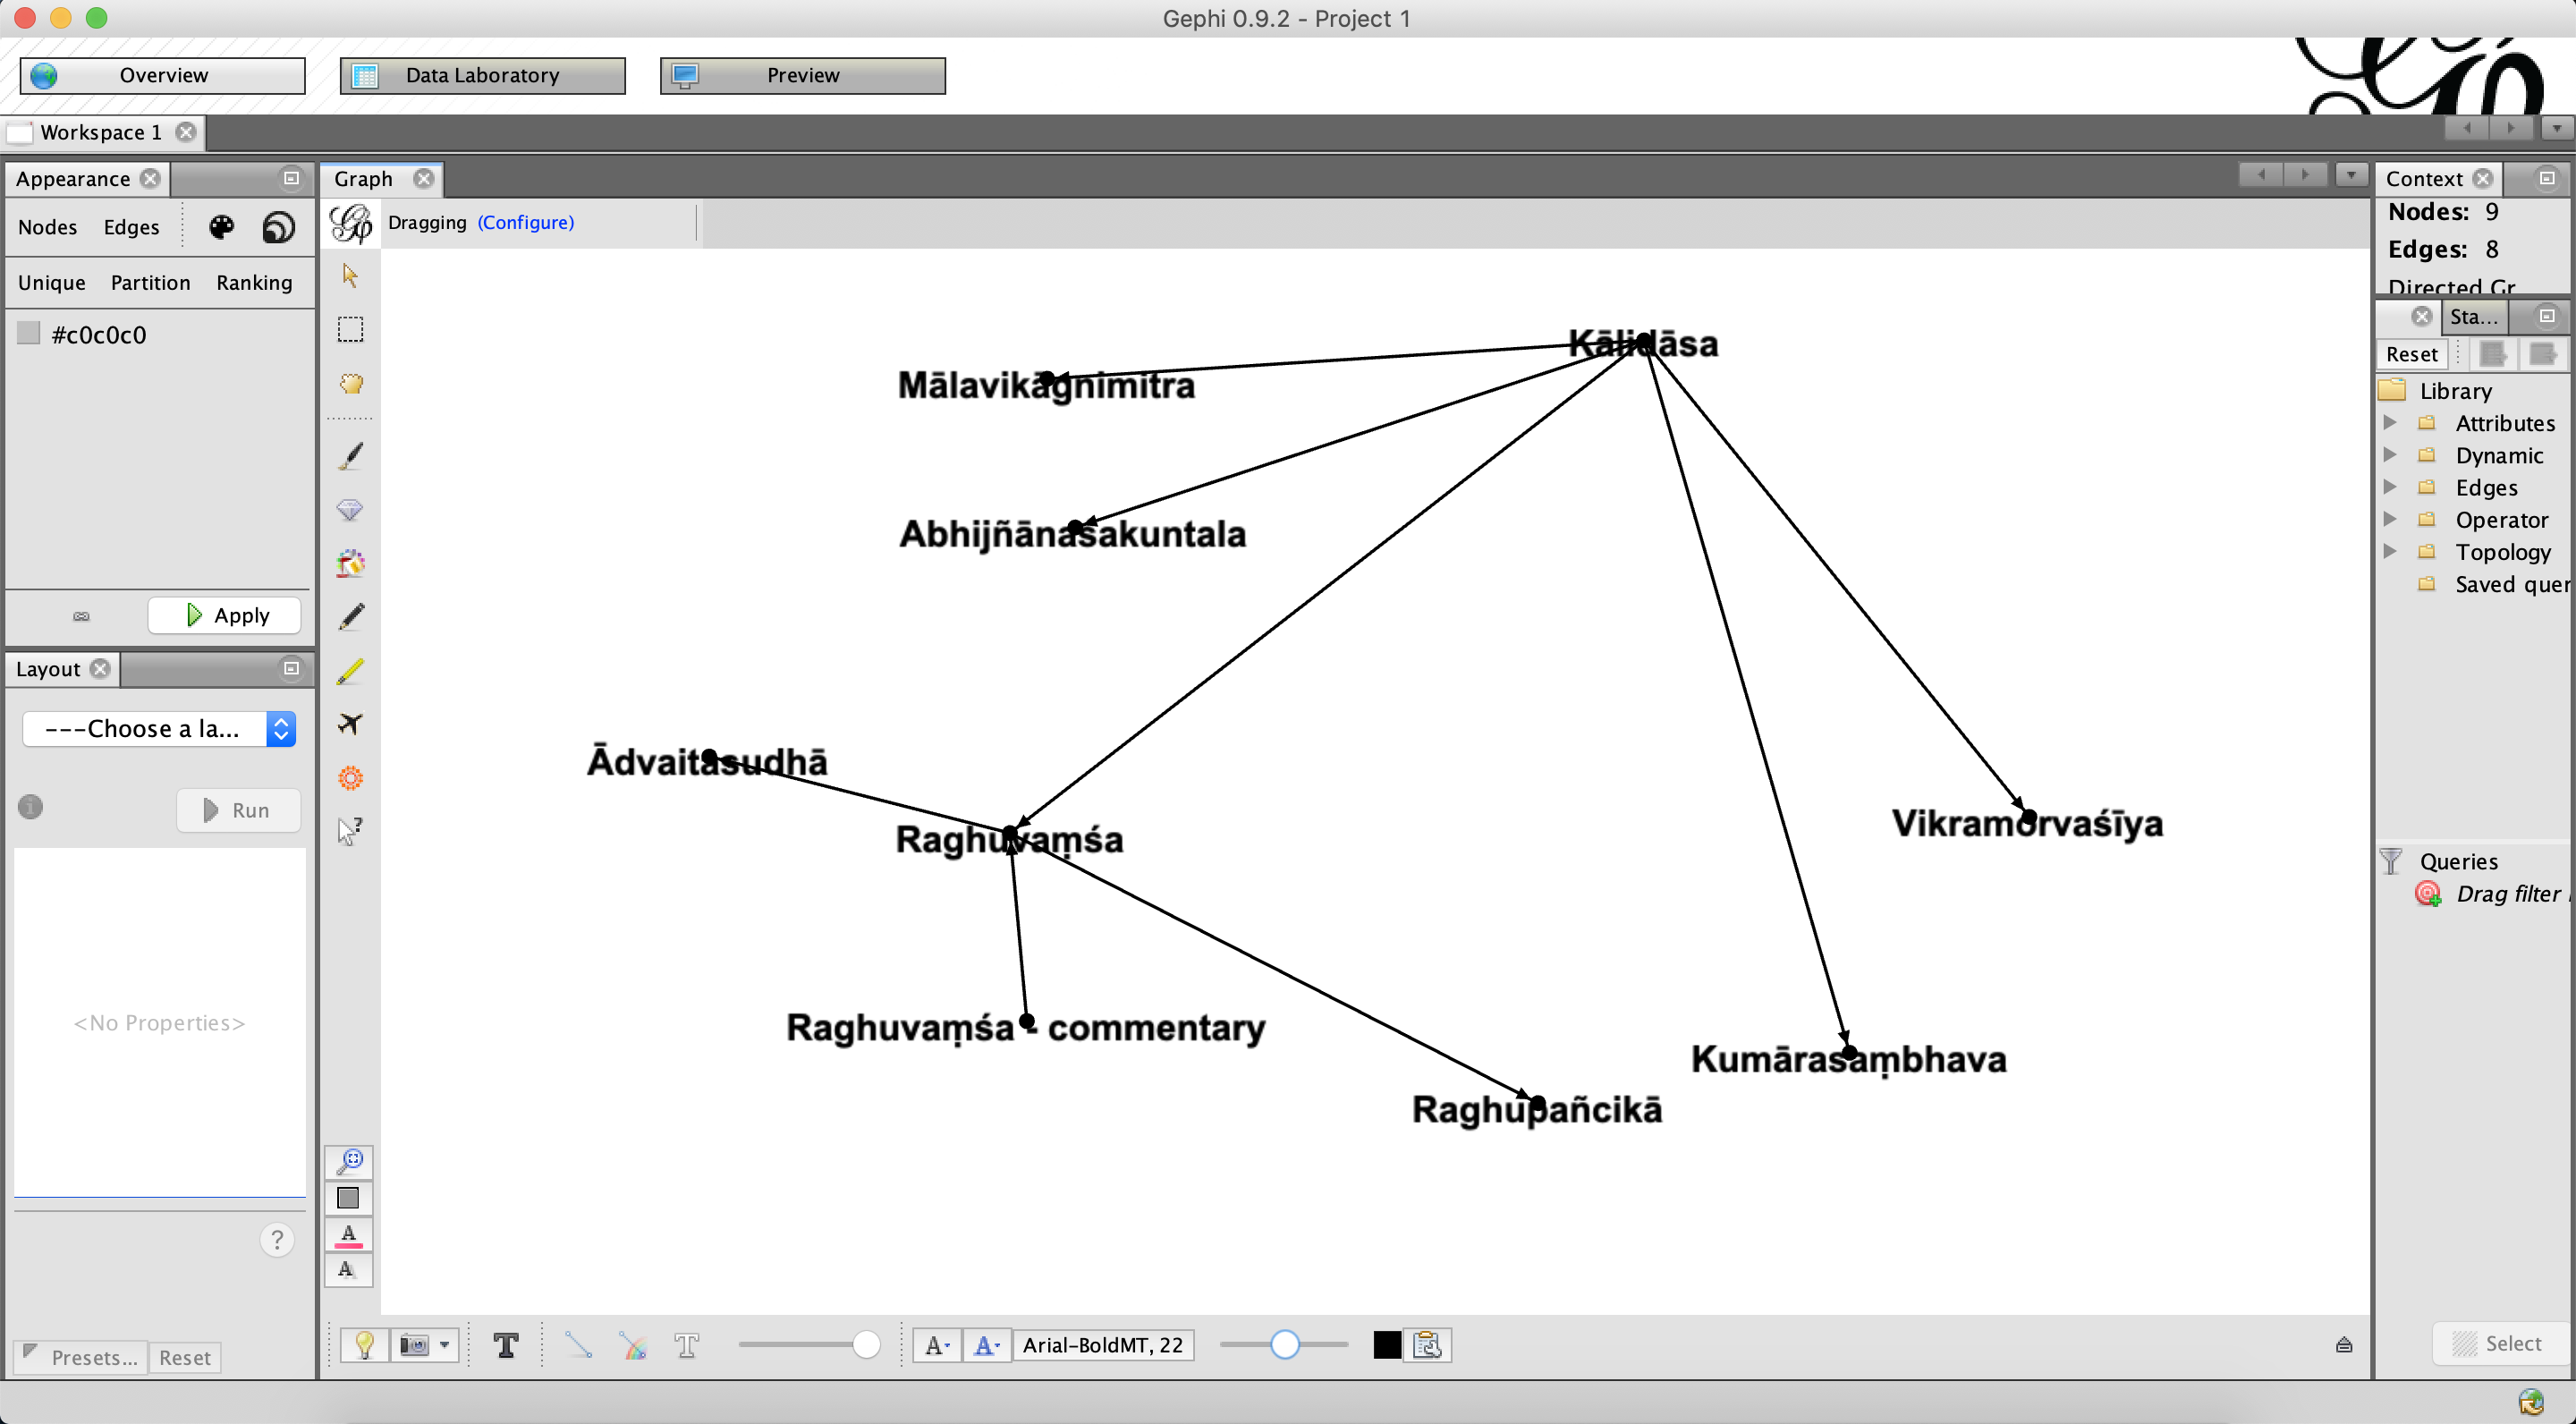 Gephi 0.9.2 - Project 1
Overview
Data Laboratory
Preview
Workspace 1
Appearance
Nodes Edges
Unique Partition Ranking
#c0c0c0
Apply
Layout
---Choose a la...
Run
<No Properties>
?
Presets... Reset
Graph
Dragging (Configure)
Kālidāsa
Mālavikāgnimitra
Abhijñānaśakuntala
Ādvaitasudhā
Raghuvaṃśa
Vikramorvaśīya
Raghuvaṃśa - commentary
Kumārasaṃbhava
Raghupañcikā
Arial-BoldMT, 22
Context
Nodes: 9
Edges: 8
Directed Gr
Sta...
Reset
Library
Attributes
Dynamic
Edges
Operator
Topology
Saved quer
Queries
Drag filter
Select